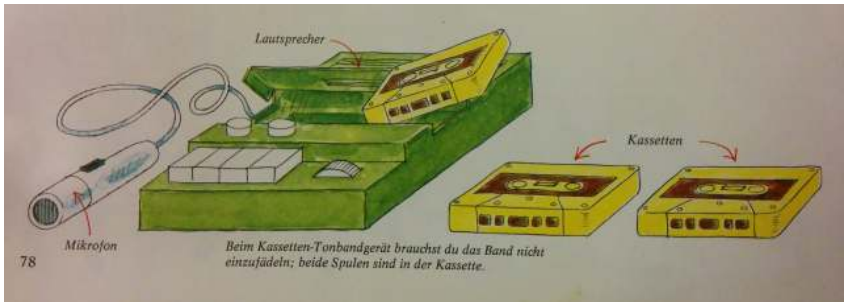 Lautsprecher
Kassetten
Mikrofon
Beim Kassetten-Tonbandgerät brauchst du das Band nicht
einzufädeln; beide Spulen sind in der Kassette.
78